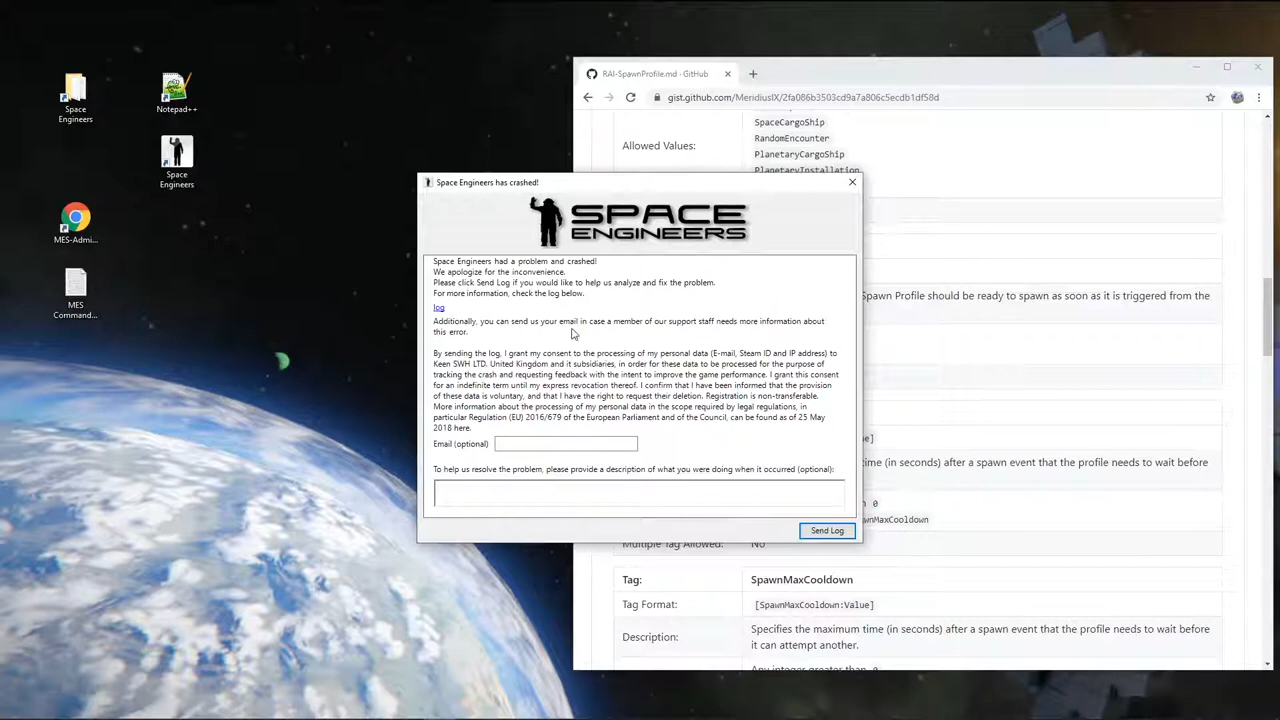 Space
Engineers
Notepad++
Space
Engineers
MES-Admi...
MES
Command...
RAI-SpawnProfile.md · GitHub
gist.github.com/MeridiusIX/2fa086b3503cd9a7a806c5ecdb1df58d
SpaceCargoShip
Allowed Values:
RandomEncounter
PlanetaryCargoShip
PlanetaryInstallation
Spawn Profile should be ready to spawn as soon as it is triggered from the
time (in seconds) after a spawn event that the profile needs to wait before
Multiple Tag Allowed:
No
Tag:
SpawnMaxCooldown
Tag Format:
[SpawnMaxCooldown:Value]
Description:
Specifies the maximum time (in seconds) after a spawn event that the profile needs to wait before
it can attempt another.
Any integer greater than 0
Space Engineers has crashed!
SPACE
ENGINEERS
Space Engineers had a problem and crashed!
We apologize for the inconvenience.
Please click Send Log if you would like to help us analyze and fix the problem.
For more information, check the log below.
log
Additionally, you can send us your email in case a member of our support staff needs more information about
this error.
By sending the log, I grant my consent to the processing of my personal data (E-mail, Steam ID and IP address) to
Keen SWH LTD. United Kingdom and it subsidiaries, in order for these data to be processed for the purpose of
tracking the crash and requesting feedback with the intent to improve the game performance. I grant this consent
for an indefinite term until my express revocation thereof. I confirm that I have been informed that the provision
of these data is voluntary, and that I have the right to request their deletion. Registration is non-transferable.
More information about the processing of my personal data in the scope required by legal regulations, in
particular Regulation (EU) 2016/679 of the European Parliament and of the Council, can be found as of 25 May
2018 here.
Email (optional)
To help us resolve the problem, please provide a description of what you were doing when it occurred (optional):
Send Log